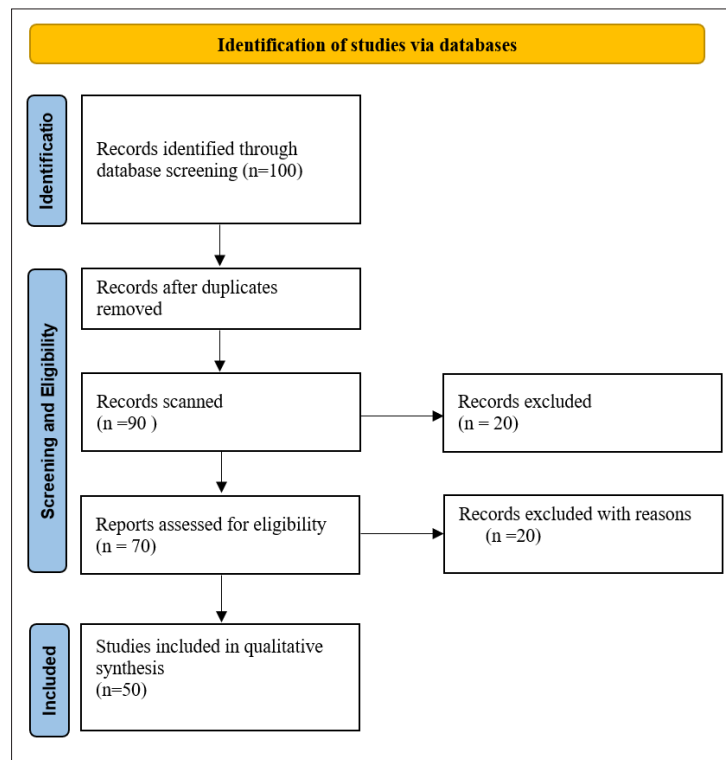 Identification of studies via databases
Identificatio
Records identified through
database screening (n=100)
Screening and Eligibility
Records after duplicates
removed
Records scanned
(n =90 )
Records excluded
(n = 20)
Reports assessed for eligibility
(n = 70)
Records excluded with reasons
(n =20)
Included
Studies included in qualitative
synthesis
(n=50)